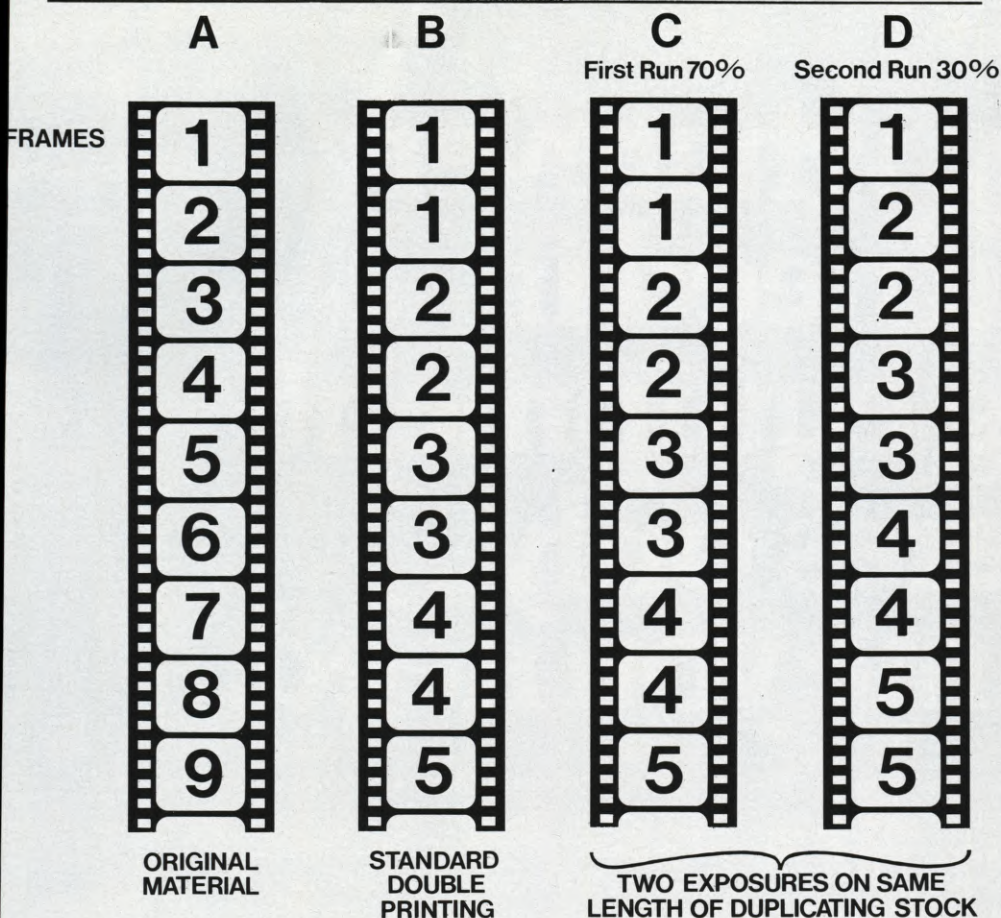 A B C D
First Run 70% Second Run 30%
FRAMES 1 1 1 1
2 1 1 2
3 2 2 2
4 2 2 3
5 3 3 3
6 3 3 4
7 4 4 4
8 4 4 5
9 5 5 5
ORIGINAL
MATERIAL
STANDARD
DOUBLE
PRINTING
TWO EXPOSURES ON SAME
LENGTH OF DUPLICATING STOCK